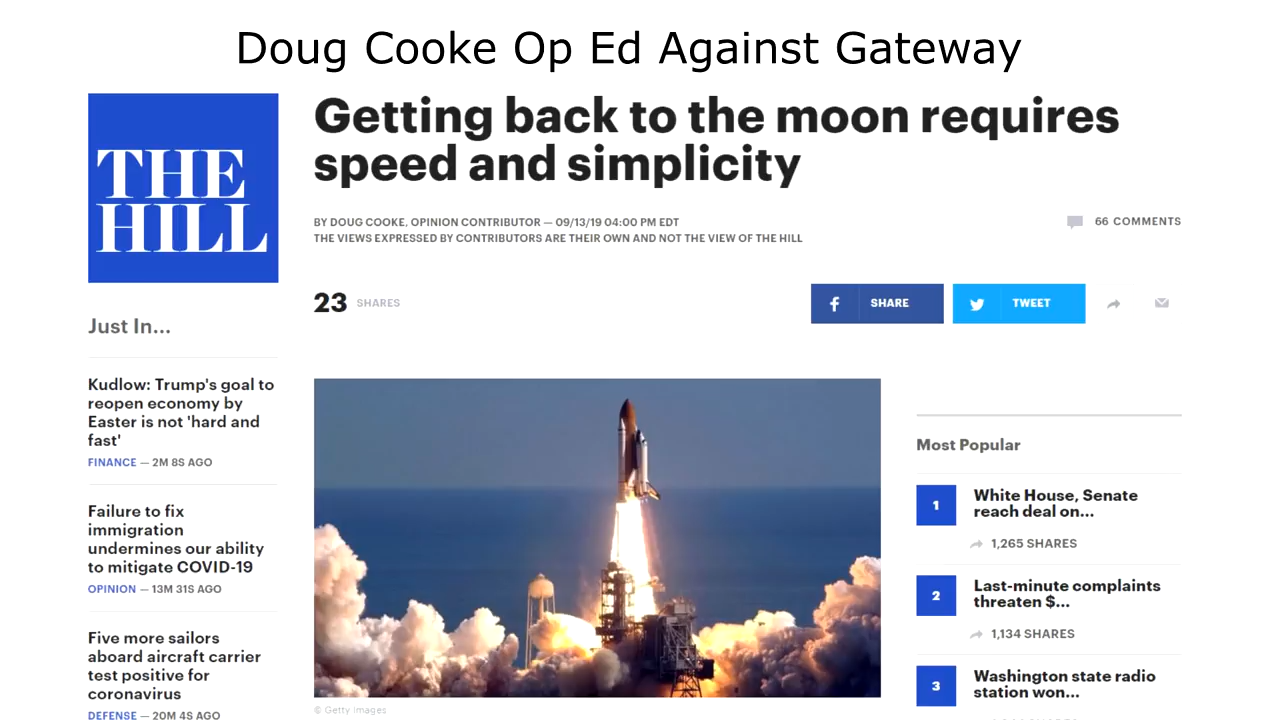 Doug Cooke Op Ed Against Gateway
THE
HILL
Getting back to the moon requires
speed and simplicity
BY DOUG COOKE, OPINION CONTRIBUTOR — 09/13/19 04:00 PM EDT
THE VIEWS EXPRESSED BY CONTRIBUTORS ARE THEIR OWN AND NOT THE VIEW OF THE HILL
66 COMMENTS
23 SHARES
SHARE
TWEET
Just In...
Kudlow: Trump's goal to
reopen economy by
Easter is not 'hard and
fast'
FINANCE — 2M 8S AGO
Failure to fix
immigration
undermines our ability
to mitigate COVID-19
OPINION — 13M 31S AGO
Five more sailors
aboard aircraft carrier
test positive for
coronavirus
DEFENSE — 20M 4S AGO
© Getty Images
Most Popular
1
White House, Senate
reach deal on...
1,265 SHARES
2
Last-minute complaints
threaten $...
1,134 SHARES
3
Washington state radio
station won...